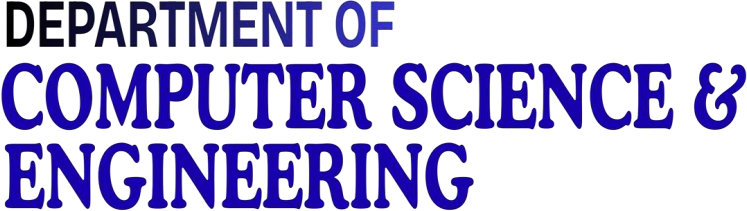 DEPARTMENT OF
COMPUTER SCIENCE &
ENGINEERING